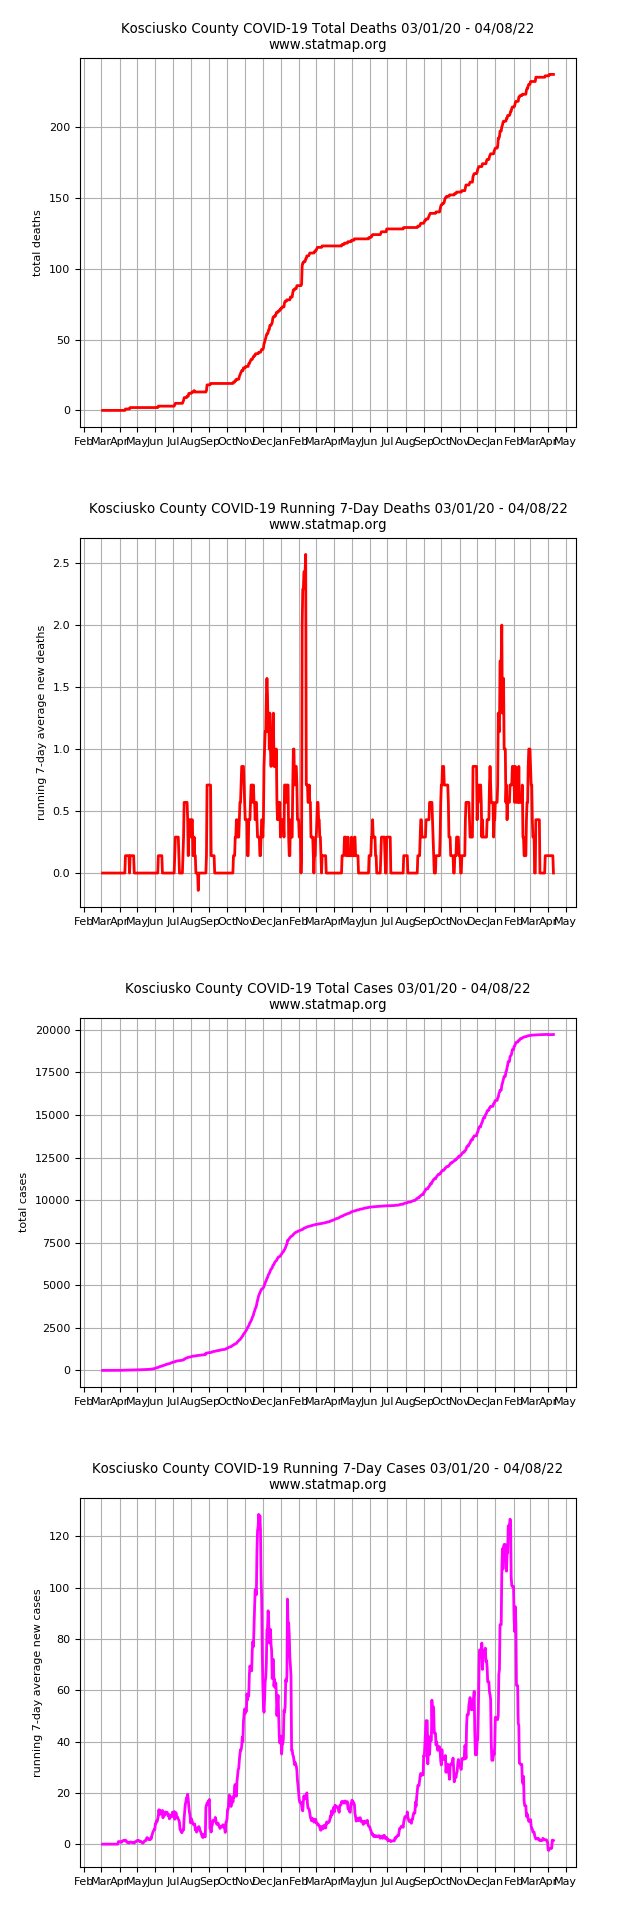 Kosciusko County COVID-19 Total Deaths 03/01/20 - 04/08/22
www.statmap.org
200
150
100
50
0
total deaths
Feb Mar Apr May Jun Jul Aug Sep Oct Nov Dec Jan Feb Mar Apr May Jun Jul Aug Sep Oct Nov Dec Jan Feb Mar Apr May
Kosciusko County COVID-19 Running 7-Day Deaths 03/01/20 - 04/08/22
www.statmap.org
2.5
2.0
1.5
1.0
0.5
0.0
running 7-day average new deaths
Feb Mar Apr May Jun Jul Aug Sep Oct Nov Dec Jan Feb Mar Apr May Jun Jul Aug Sep Oct Nov Dec Jan Feb Mar Apr May
Kosciusko County COVID-19 Total Cases 03/01/20 - 04/08/22
www.statmap.org
20000
17500
15000
12500
10000
7500
5000
2500
0
total cases
Feb Mar Apr May Jun Jul Aug Sep Oct Nov Dec Jan Feb Mar Apr May Jun Jul Aug Sep Oct Nov Dec Jan Feb Mar Apr May
Kosciusko County COVID-19 Running 7-Day Cases 03/01/20 - 04/08/22
www.statmap.org
120
100
80
60
40
20
0
running 7-day average new cases
Feb Mar Apr May Jun Jul Aug Sep Oct Nov Dec Jan Feb Mar Apr May Jun Jul Aug Sep Oct Nov Dec Jan Feb Mar Apr May